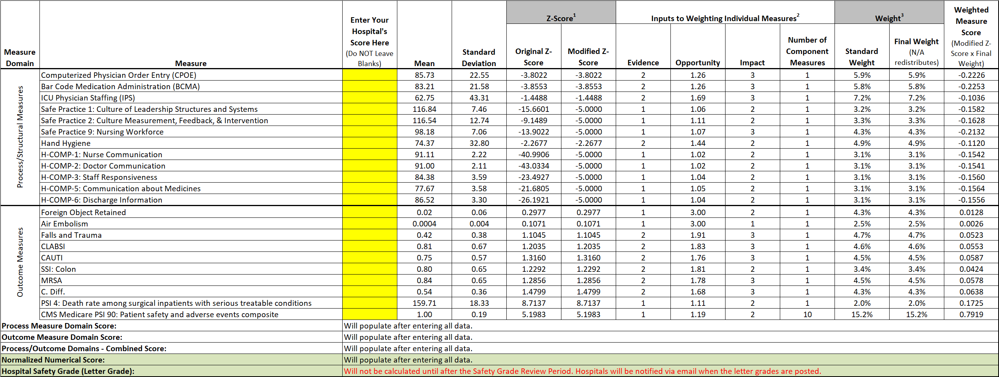 Measure Domain
Measure
Enter Your Hospital's Score Here (Do NOT Leave Blanks)
Mean
Standard Deviation
Z-Score1
Original Z-Score
Modified Z-Score
Inputs to Weighting Individual Measures2
Evidence
Opportunity
Impact
Number of Component Measures
Weight3
Standard Weight
Final Weight (N/A redistributes)
Weighted Measure Score (Modified Z-Score x Final Weight)
Process/Structural Measures
Computerized Physician Order Entry (CPOE) 85.73 22.55 -3.8022 -3.8022 2 1.26 3 1 5.9% 5.9% -0.2226
Bar Code Medication Administration (BCMA) 83.21 21.58 -3.8553 -3.8553 2 1.26 3 1 5.8% 5.8% -0.2253
ICU Physician Staffing (IPS) 62.75 43.31 -1.4488 -1.4488 2 1.69 3 1 7.2% 7.2% -0.1036
Safe Practice 1: Culture of Leadership Structures and Systems 116.84 7.46 -15.6601 -5.0000 1 1.06 2 1 3.2% 3.2% -0.1582
Safe Practice 2: Culture Measurement, Feedback, & Intervention 116.54 12.74 -9.1489 -5.0000 1 1.11 2 1 3.3% 3.3% -0.1628
Safe Practice 9: Nursing Workforce 98.18 7.06 -13.9022 -5.0000 1 1.07 3 1 4.3% 4.3% -0.2132
Hand Hygiene 74.37 32.80 -2.2677 -2.2677 2 1.44 2 1 4.9% 4.9% -0.1120
H-COMP-1: Nurse Communication 91.11 2.22 -40.9906 -5.0000 1 1.02 2 1 3.1% 3.1% -0.1542
H-COMP-2: Doctor Communication 91.00 2.11 -43.0334 -5.0000 1 1.02 2 1 3.1% 3.1% -0.1541
H-COMP-3: Staff Responsiveness 84.38 3.59 -23.4927 -5.0000 1 1.04 2 1 3.1% 3.1% -0.1560
H-COMP-5: Communication about Medicines 77.67 3.58 -21.6805 -5.0000 1 1.05 2 1 3.1% 3.1% -0.1564
H-COMP-6: Discharge Information 86.52 3.30 -26.1921 -5.0000 1 1.04 2 1 3.1% 3.1% -0.1556
Outcome Measures
Foreign Object Retained 0.02 0.06 0.2977 0.2977 1 3.00 2 1 4.3% 4.3% 0.0128
Air Embolism 0.0004 0.004 0.1071 0.1071 1 3.00 1 1 2.5% 2.5% 0.0026
Falls and Trauma 0.42 0.38 1.1045 1.1045 2 1.91 3 1 4.7% 4.7% 0.0523
CLABSI 0.81 0.67 1.2035 1.2035 2 1.83 3 1 4.6% 4.6% 0.0553
CAUTI 0.75 0.57 1.3160 1.3160 2 1.76 3 1 4.5% 4.5% 0.0587
SSI: Colon 0.80 0.65 1.2292 1.2292 2 1.81 2 1 3.4% 3.4% 0.0424
MRSA 0.84 0.65 1.2856 1.2856 2 1.78 3 1 4.5% 4.5% 0.0578
C. Diff. 0.54 0.36 1.4799 1.4799 2 1.68 3 1 4.3% 4.3% 0.0638
PSI 4: Death rate among surgical inpatients with serious treatable conditions 159.71 18.33 8.7137 8.7137 1 1.11 2 1 2.0% 2.0% 0.1725
CMS Medicare PSI 90: Patient safety and adverse events composite 1.00 0.19 5.1983 5.1983 1 1.19 2 10 15.2% 15.2% 0.7919
Process Measure Domain Score: Will populate after entering all data.
Outcome Measure Domain Score: Will populate after entering all data.
Process/Outcome Domains - Combined Score: Will populate after entering all data.
Normalized Numerical Score: Will populate after entering all data.
Hospital Safety Grade (Letter Grade): Will not be calculated until after the Safety Grade Review Period. Hospitals will be notified via email when the letter grades are posted.